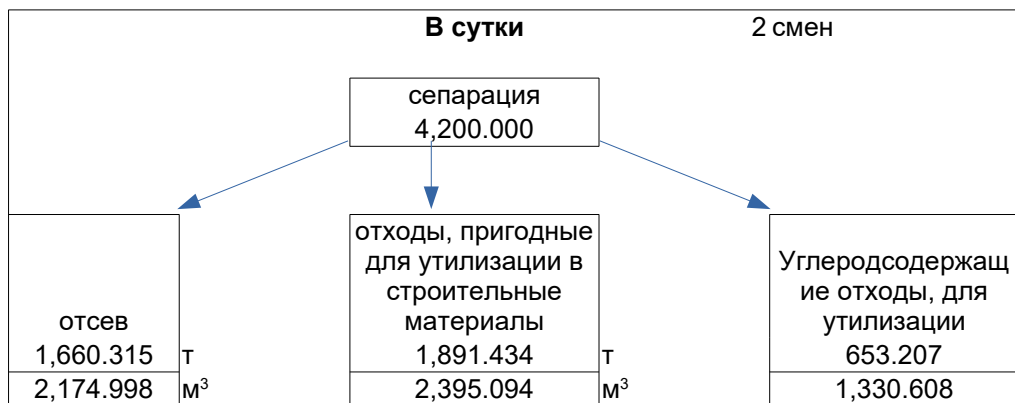 В сутки 2 смен
сепарация
4,200.000
отходы, пригодные
для утилизации в
строительные
материалы
Углеродсодержащ
ие отходы, для
утилизации
отсев
1,660.315 т 1,891.434 т 653.207
2,174.998 м³ 2,395.094 м³ 1,330.608